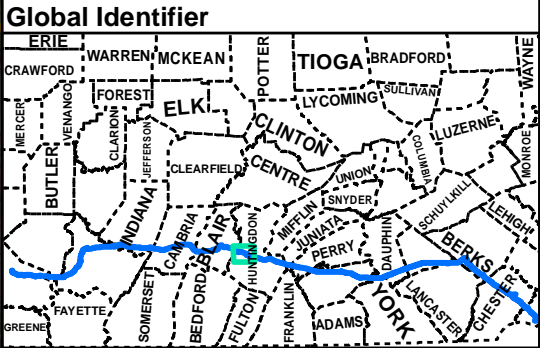 Global Identifier
ERIE
CRAWFORD
WARREN
MCKEAN
POTTER
TIOGA
BRADFORD
WAYNE
MERCER
VENANGO
FOREST
ELK
CLINTON
LYCOMING
SULLIVAN
LUZERNE
MONROE
BUTLER
CLARION
JEFFERSON
CLEARFIELD
CENTRE
UNION
SNYDER
COLUMBIA
SCHUYLKILL
LEHIGH
INDIANA
CAMBRIA
BLAIR
HUNTINGDON
MIFFLIN
JUNIATA
PERRY
DAUPHIN
BERKS
FAYETTE
SOMERSET
BEDFORD
FULTON
FRANKLIN
ADAMS
YORK
LANCASTER
CHESTER
GREENE